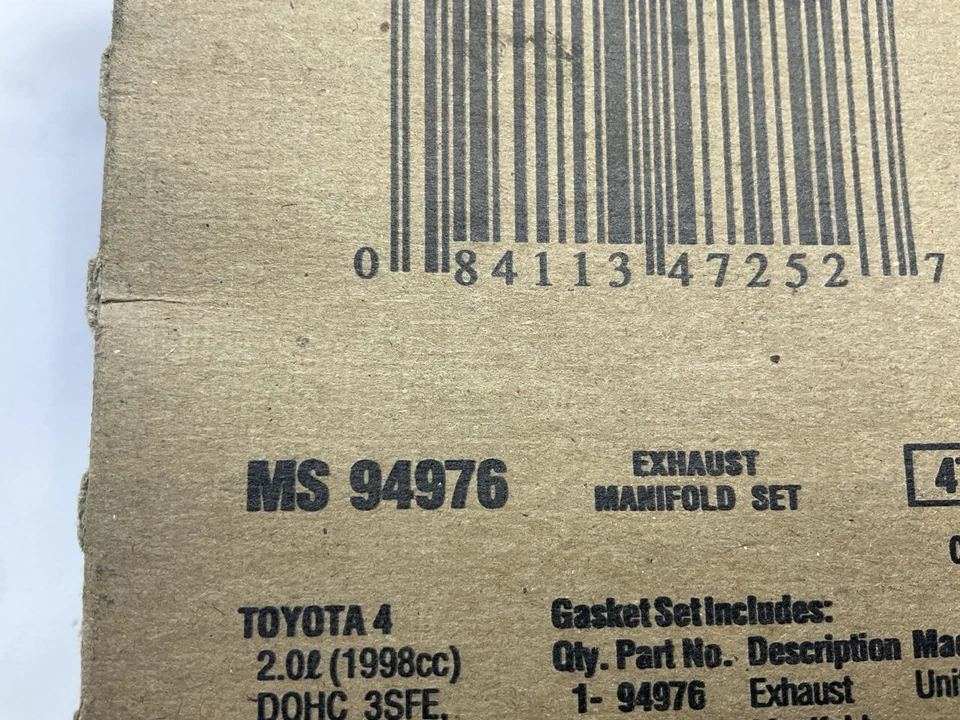 0 84113 47252 7
MS 94976
EXHAUST
MANIFOLD SET
TOYOTA 4
2.0ℓ (1998cc)
DOHC 3SFE,
Gasket Set Includes:
Qty. Part No. Description
1- 94976 Exhaust